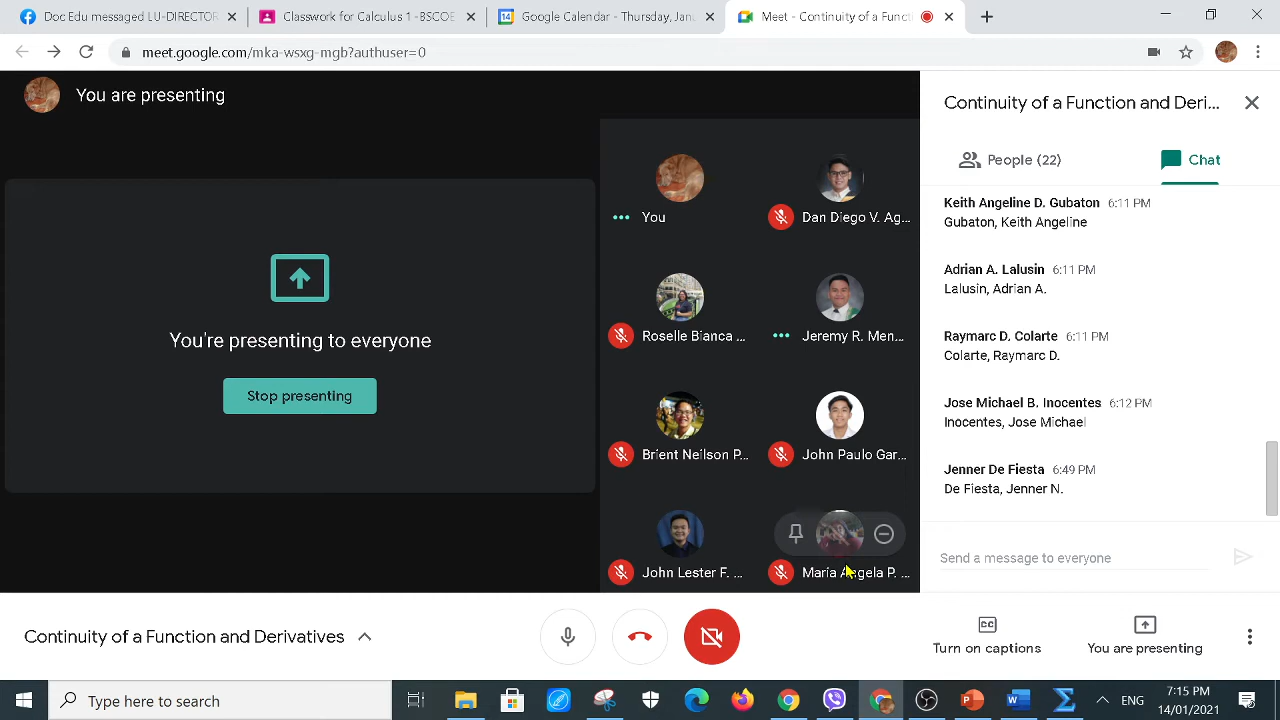 (1) Edu messaged LU-DIRECTOR
Classwork for Calculus 1 -BSCOE
Google Calendar - Thursday, Jan
Meet - Continuity of a Functi
meet.google.com/mka-wsxg-mgb?authuser=0
You are presenting
Continuity of a Function and Deri...
People (22)
Chat
You're presenting to everyone
Stop presenting
You
Dan Diego V. Ag...
Roselle Bianca ...
Jeremy R. Men...
Brient Neilson P...
John Paulo Gar...
John Lester F. ...
Maria Angela P. ...
Keith Angeline D. Gubaton 6:11 PM
Gubaton, Keith Angeline
Adrian A. Lalusin 6:11 PM
Lalusin, Adrian A.
Raymarc D. Colarte 6:11 PM
Colarte, Raymarc D.
Jose Michael B. Inocentes 6:12 PM
Inocentes, Jose Michael
Jenner De Fiesta 6:49 PM
De Fiesta, Jenner N.
Send a message to everyone
Continuity of a Function and Derivatives
CC
Turn on captions
You are presenting
Type here to search
ENG
7:15 PM
14/01/2021